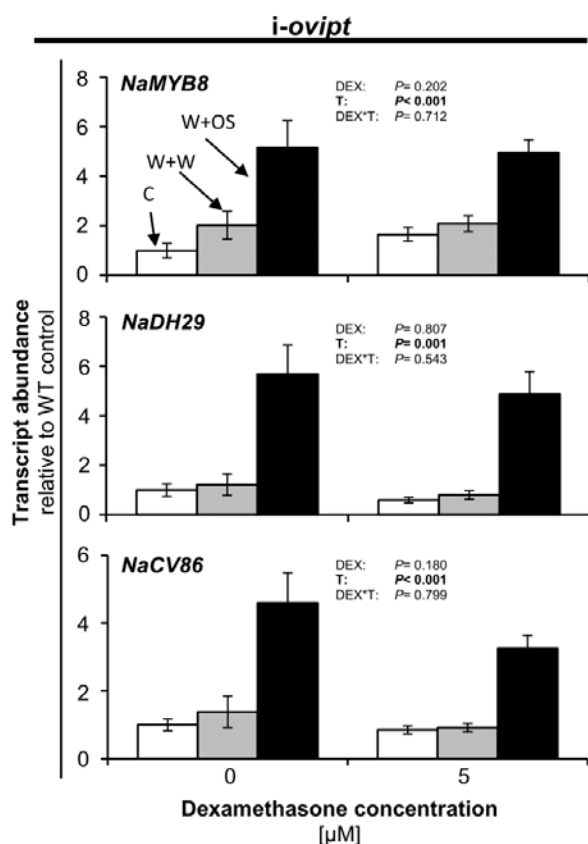 i-ovipt
Transcript abundance
relative to WT control
NaMYB8
DEX: P= 0.202
T: P< 0.001
DEX*T: P= 0.712
8
6
4
2
0
C
W+W
W+OS
NaDH29
DEX: P= 0.807
T: P= 0.001
DEX*T: P= 0.543
8
6
4
2
0
NaCV86
DEX: P= 0.180
T: P< 0.001
DEX*T: P= 0.799
6
4
2
0
0 5
Dexamethasone concentration
[µM]